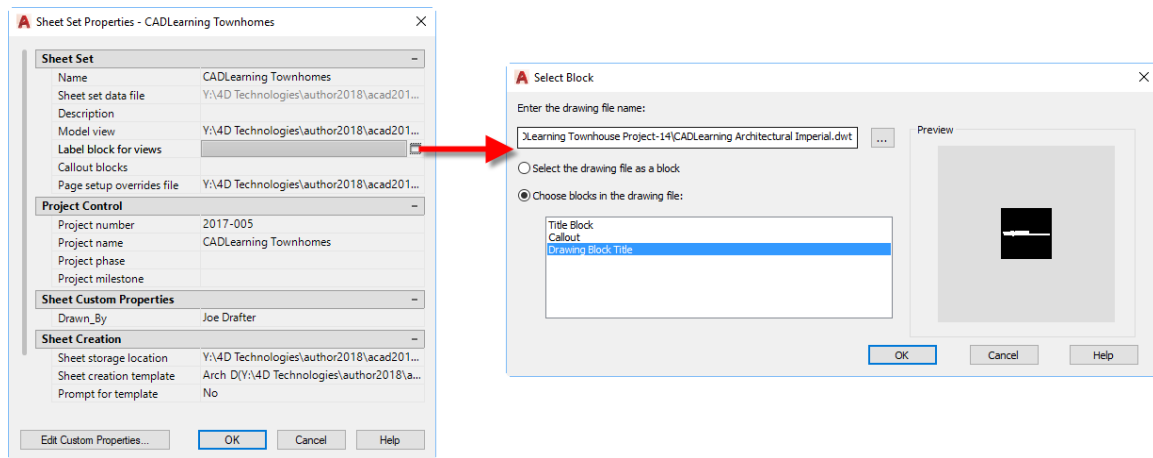 Sheet Set Properties - CADLearning Townhomes
Sheet Set
Name CADLearning Townhomes
Sheet set data file Y:\4D Technologies\author2018\acad201...
Description
Model view Y:\4D Technologies\author2018\acad201...
Label block for views
Callout blocks
Page setup overrides file Y:\4D Technologies\author2018\acad201...
Project Control
Project number 2017-005
Project name CADLearning Townhomes
Project phase
Project milestone
Sheet Custom Properties
Drawn_By Joe Drafter
Sheet Creation
Sheet storage location Y:\4D Technologies\author2018\acad201...
Sheet creation template Arch D(Y:\4D Technologies\author2018\a...
Prompt for template No
Edit Custom Properties... OK Cancel Help
Select Block
Enter the drawing file name:
Learning Townhouse Project-14\CADLearning Architectural Imperial.dwt ...
Preview
Select the drawing file as a block
Choose blocks in the drawing file:
Title Block
Callout
Drawing Block Title
OK Cancel Help